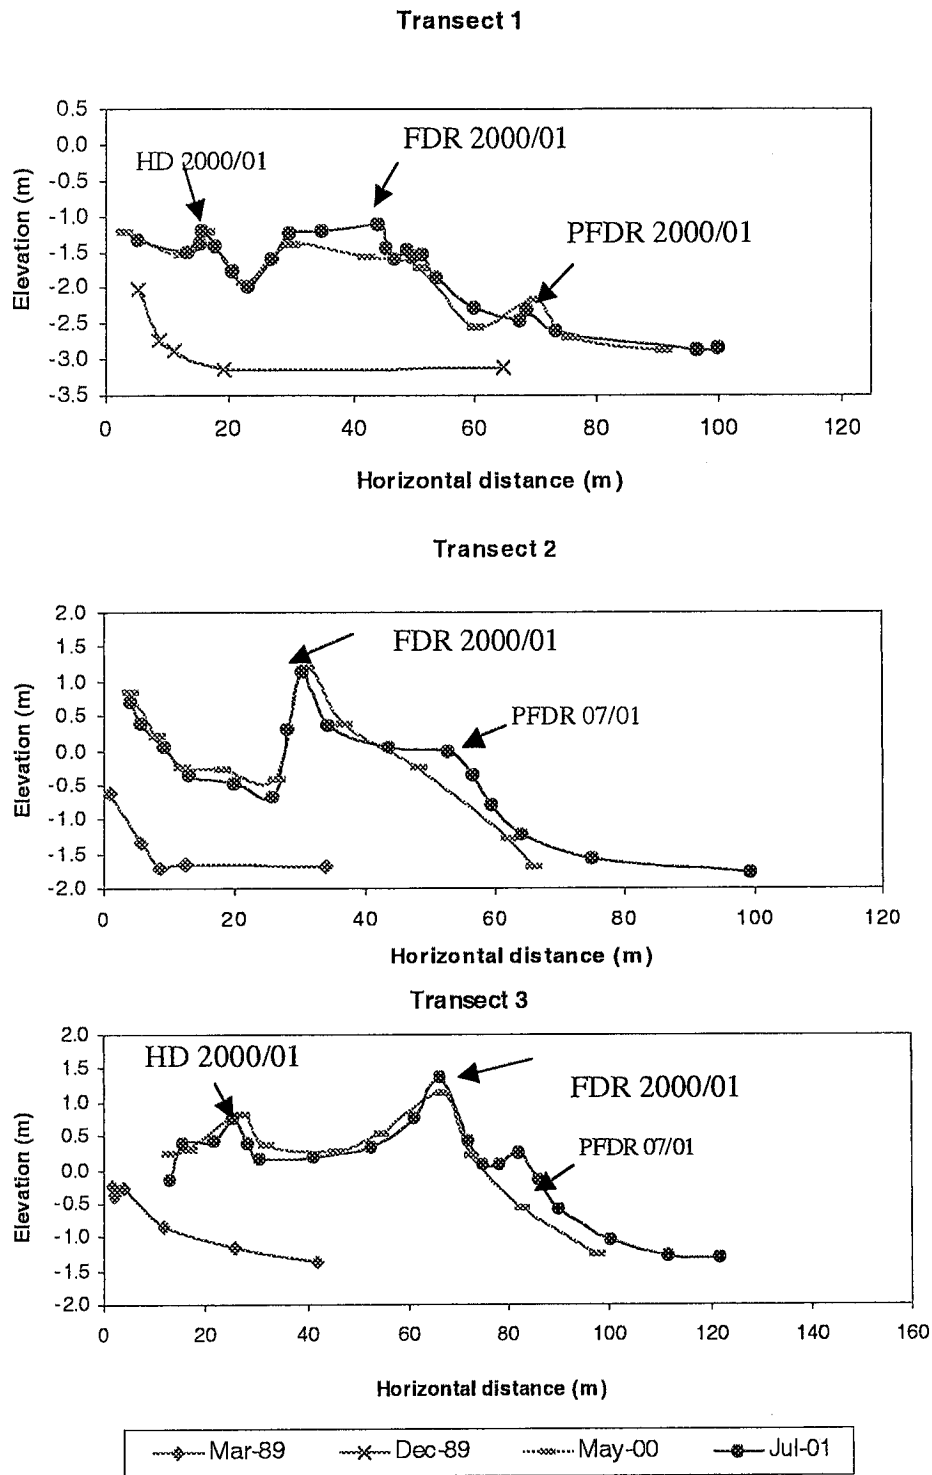 Transect 1
0.5
0.0
-0.5
-1.0
-1.5
-2.0
-2.5
-3.0
-3.5
Elevation (m)
HD 2000/01
FDR 2000/01
PFDR 2000/01
0 20 40 60 80 100 120
Horizontal distance (m)
Transect 2
2.0
1.5
1.0
0.5
0.0
-0.5
-1.0
-1.5
-2.0
Elevation (m)
FDR 2000/01
PFDR 07/01
0 20 40 60 80 100 120
Horizontal distance (m)
Transect 3
2.0
1.5
1.0
0.5
0.0
-0.5
-1.0
-1.5
-2.0
Elevation (m)
HD 2000/01
FDR 2000/01
PFDR 07/01
0 20 40 60 80 100 120 140 160
Horizontal distance (m)
Mar-89 Dec-89 May-00 Jul-01